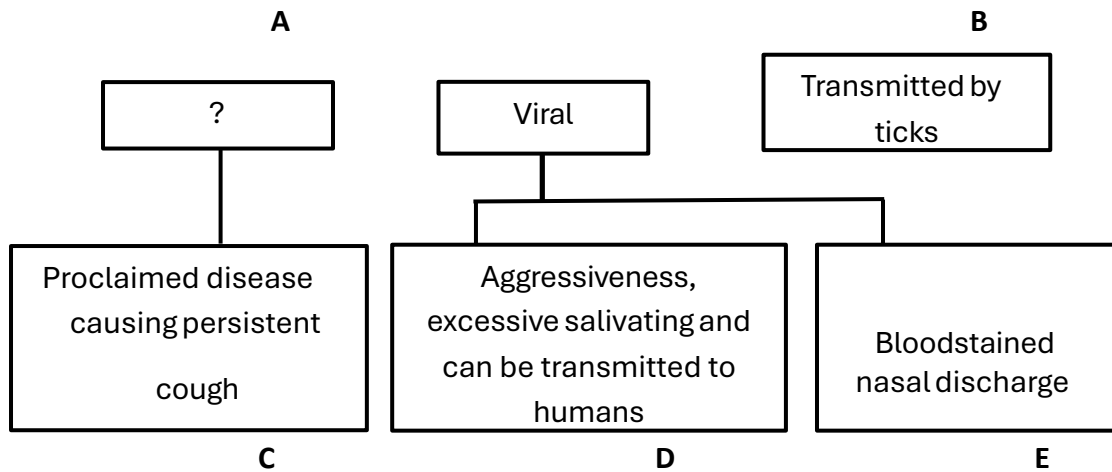 A
B
?
Viral
Transmitted by
ticks
Proclaimed disease
causing persistent
cough
Aggressiveness,
excessive salivating and
can be transmitted to
humans
Bloodstained
nasal discharge
C
D
E